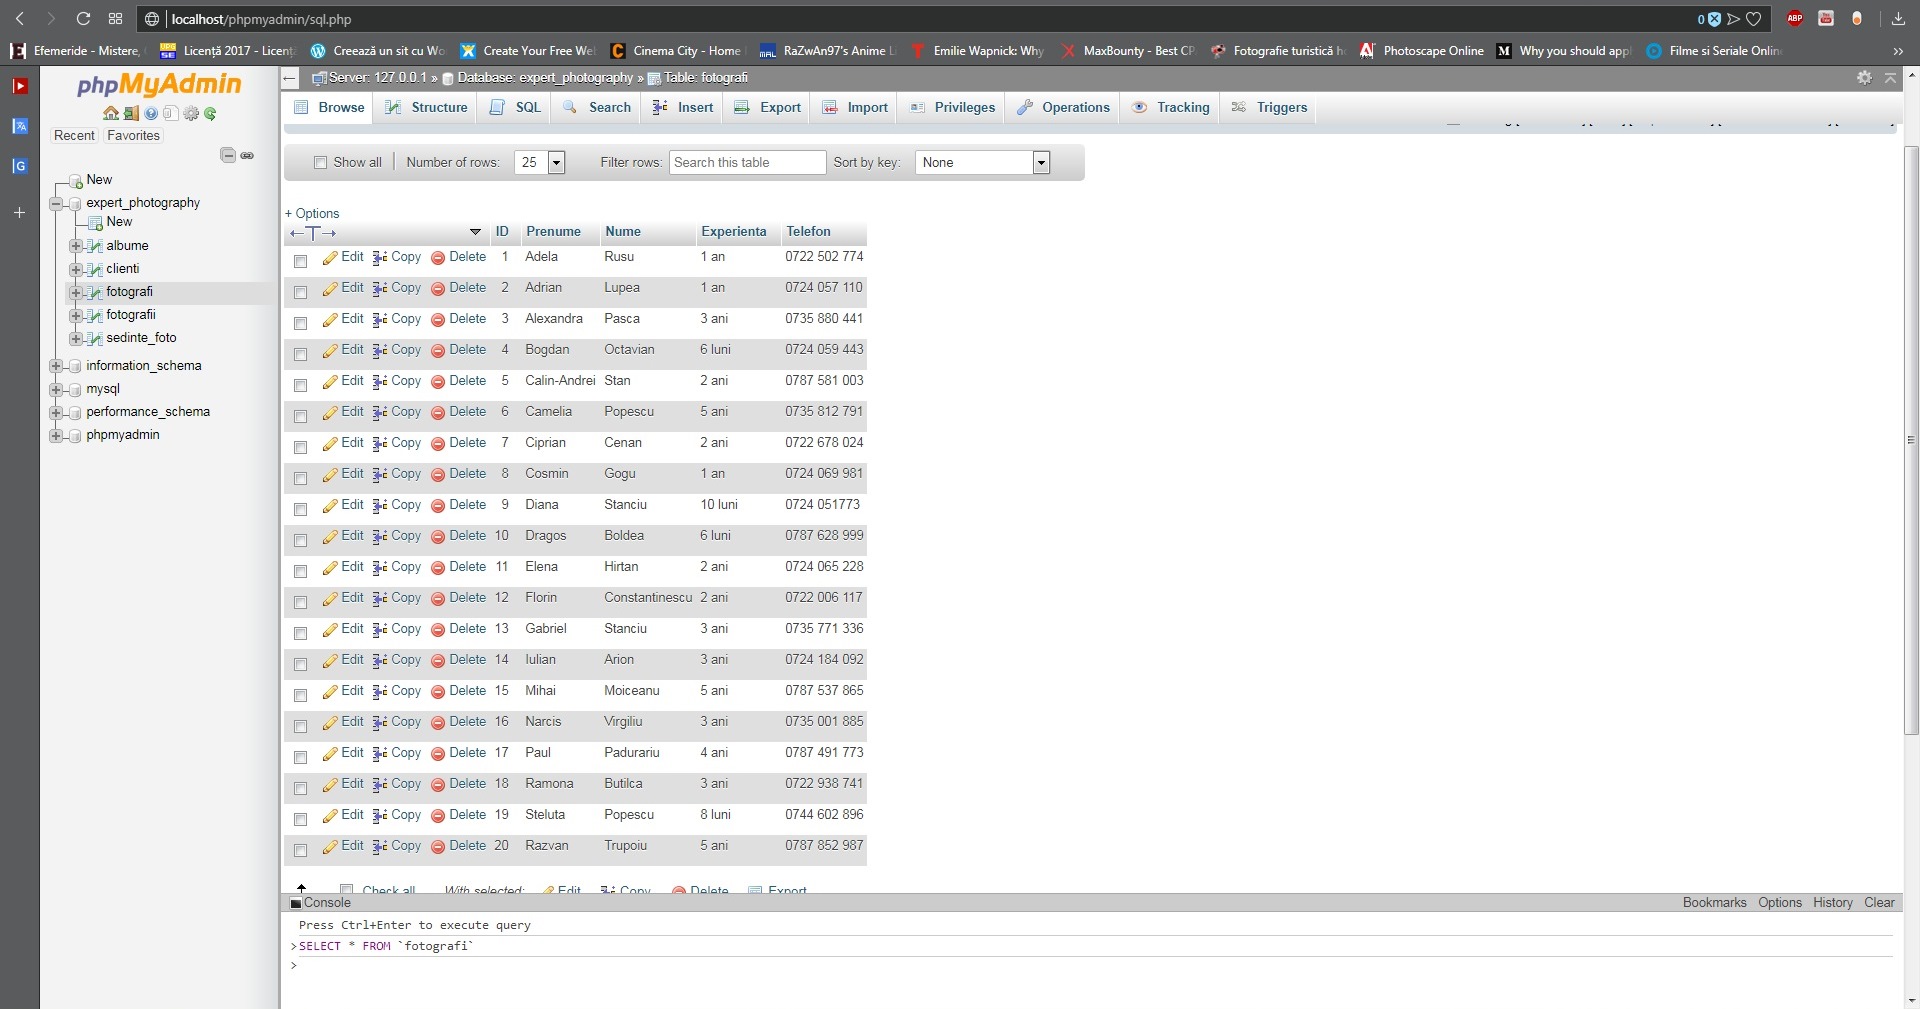 localhost/phpmyadmin/sql.php
0
ABP
Efemeride - Mistere, Licență 2017 - Licenț Creează un sit cu Wo Create Your Free We Cinema City - Home RaZwAn97's Anime L Emilie Wapnick: Why MaxBounty - Best CP Fotografie turistică Photoscape Online Why you should app Filme si Seriale Onlin
phpMyAdmin
Recent Favorites
New
expert_photography
New
albume
clienti
fotografi
fotografii
sedinte_foto
information_schema
mysql
performance_schema
phpmyadmin
Server: 127.0.0.1 » Database: expert_photography » Table: fotografi
Browse Structure SQL Search Insert Export Import Privileges Operations Tracking Triggers
Show all Number of rows: 25 Filter rows: Search this table Sort by key: None
+ Options
ID Prenume Nume Experienta Telefon
Edit Copy Delete 1 Adela Rusu 1 an 0722 502 774
Edit Copy Delete 2 Adrian Lupea 1 an 0724 057 110
Edit Copy Delete 3 Alexandra Pasca 3 ani 0735 880 441
Edit Copy Delete 4 Bogdan Octavian 6 luni 0724 059 443
Edit Copy Delete 5 Calin-Andrei Stan 2 ani 0787 581 003
Edit Copy Delete 6 Camelia Popescu 5 ani 0735 812 791
Edit Copy Delete 7 Ciprian Cenan 2 ani 0722 678 024
Edit Copy Delete 8 Cosmin Gogu 1 an 0724 069 981
Edit Copy Delete 9 Diana Stanciu 10 luni 0724 051773
Edit Copy Delete 10 Dragos Boldea 6 luni 0787 628 999
Edit Copy Delete 11 Elena Hirtan 2 ani 0724 065 228
Edit Copy Delete 12 Florin Constantinescu 2 ani 0722 006 117
Edit Copy Delete 13 Gabriel Stanciu 3 ani 0735 771 336
Edit Copy Delete 14 Iulian Arion 3 ani 0724 184 092
Edit Copy Delete 15 Mihai Moiceanu 5 ani 0787 537 865
Edit Copy Delete 16 Narcis Virgiliu 3 ani 0735 001 885
Edit Copy Delete 17 Paul Padurariu 4 ani 0787 491 773
Edit Copy Delete 18 Ramona Butilca 3 ani 0722 938 741
Edit Copy Delete 19 Steluta Popescu 8 luni 0744 602 896
Edit Copy Delete 20 Razvan Trupoiu 5 ani 0787 852 987
Check all With selected: Edit Copy Delete Export
Console Bookmarks Options History Clear
Press Ctrl+Enter to execute query
>SELECT * FROM `fotografi`
>